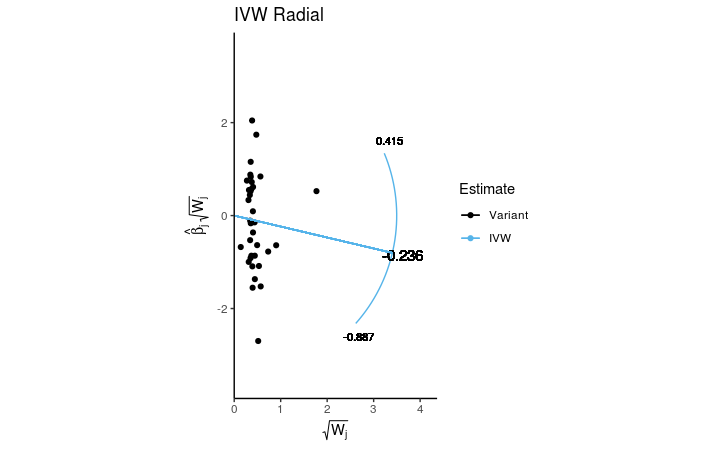 IVW Radial
β̂ⱼ√Wⱼ
2
0
-2
0.415
-0.236
-0.887
0 1 2 3 4
√Wⱼ
Estimate
Variant
IVW